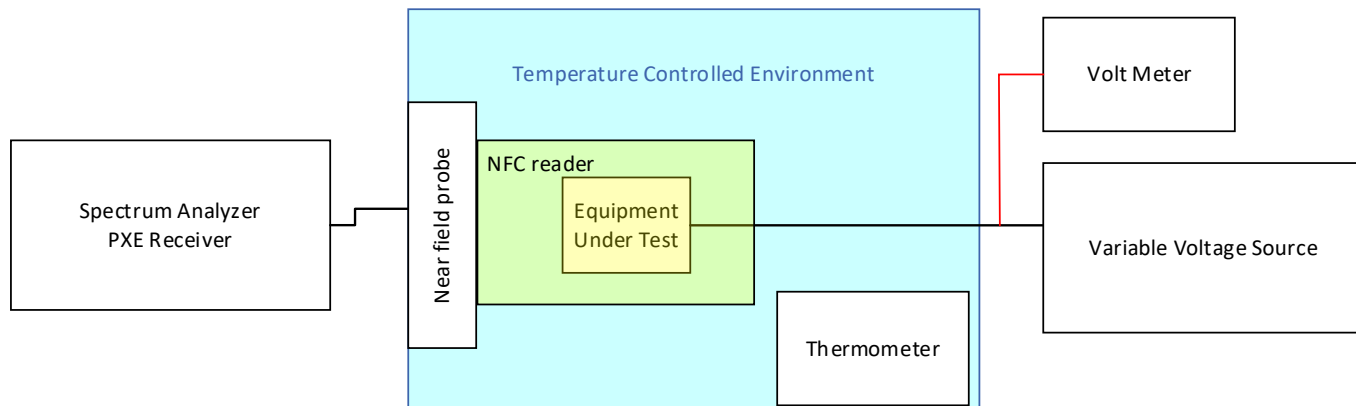 Temperature Controlled Environment
Volt Meter
NFC reader
Near field probe
Spectrum Analyzer
PXE Receiver
Equipment
Under Test
Variable Voltage Source
Thermometer